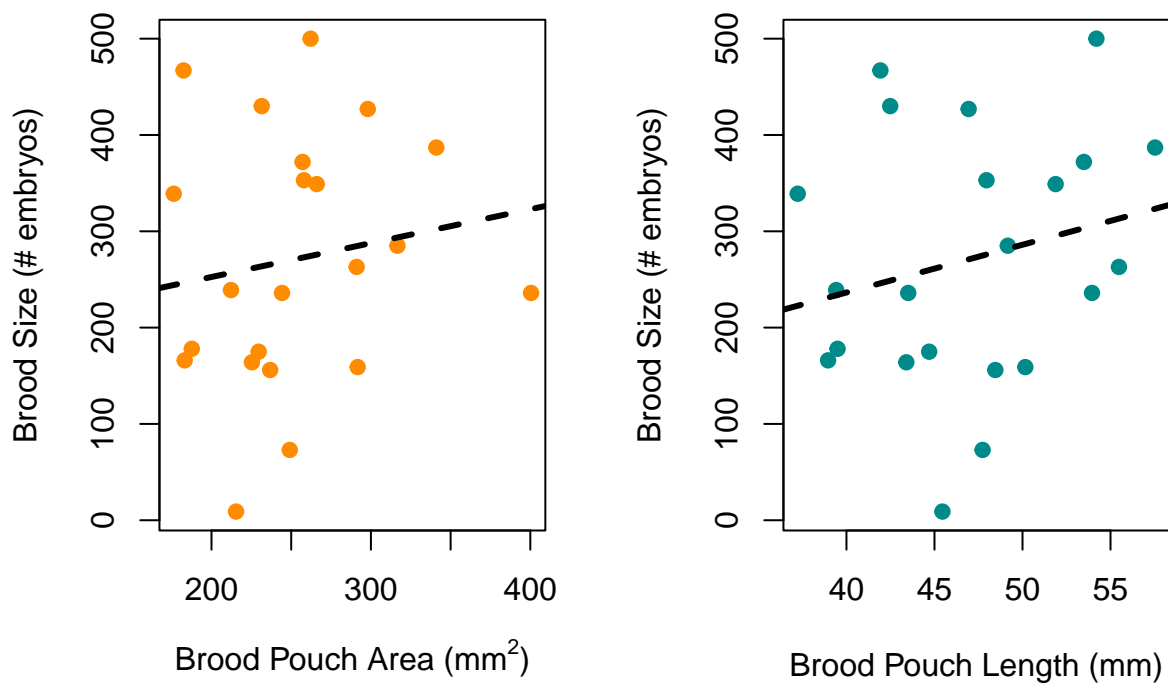 Brood Size (# embryos)
0 100 200 300 400 500
200 300 400
Brood Pouch Area (mm²)
Brood Size (# embryos)
0 100 200 300 400 500
40 45 50 55
Brood Pouch Length (mm)